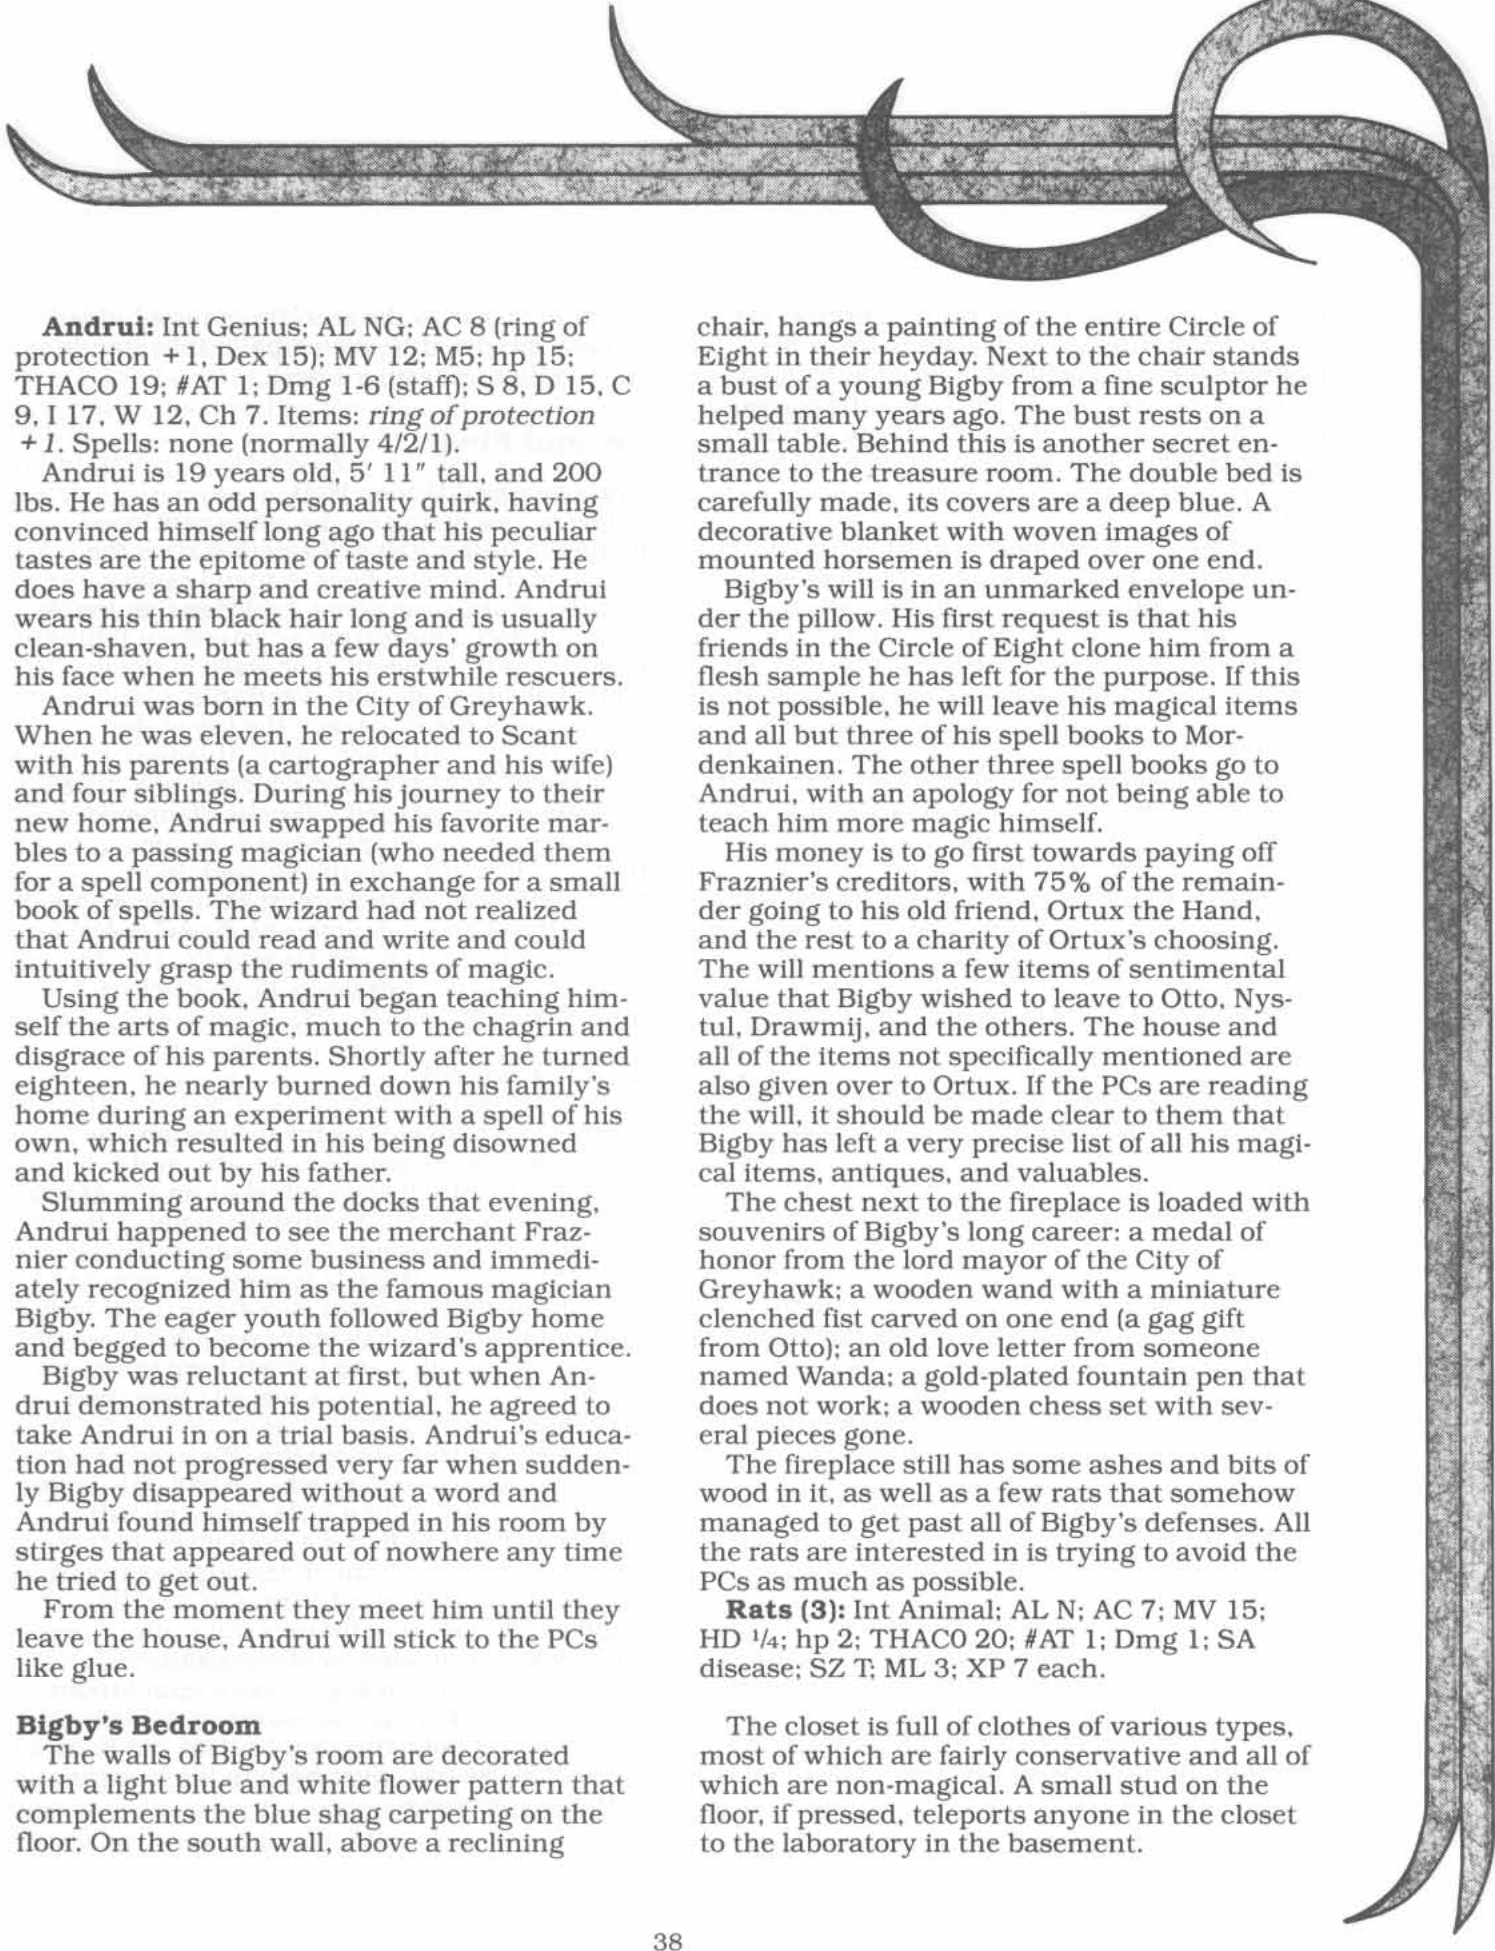 Andrui: Int Genius; AL NG; AC 8 (ring of
protection +1, Dex 15); MV 12; M5; hp 15;
THACO 19; #AT 1; Dmg 1-6 (staff); S 8, D 15, C
9, I 17, W 12, Ch 7. Items: ring of protection
+1. Spells: none (normally 4/2/1).
Andrui is 19 years old, 5' 11" tall, and 200
lbs. He has an odd personality quirk, having
convinced himself long ago that his peculiar
tastes are the epitome of taste and style. He
does have a sharp and creative mind. Andrui
wears his thin black hair long and is usually
clean-shaven, but has a few days' growth on
his face when he meets his erstwhile rescuers.
Andrui was born in the City of Greyhawk.
When he was eleven, he relocated to Scant
with his parents (a cartographer and his wife)
and four siblings. During his journey to their
new home, Andrui swapped his favorite mar-
bles to a passing magician (who needed them
for a spell component) in exchange for a small
book of spells. The wizard had not realized
that Andrui could read and write and could
intuitively grasp the rudiments of magic.
Using the book, Andrui began teaching him-
self the arts of magic, much to the chagrin and
disgrace of his parents. Shortly after he turned
eighteen, he nearly burned down his family's
home during an experiment with a spell of his
own, which resulted in his being disowned
and kicked out by his father.
Slumming around the docks that evening,
Andrui happened to see the merchant Fraz-
nier conducting some business and immedi-
ately recognized him as the famous magician
Bigby. The eager youth followed Bigby home
and begged to become the wizard's apprentice.
Bigby was reluctant at first, but when An-
drui demonstrated his potential, he agreed to
take Andrui in on a trial basis. Andrui's educa-
tion had not progressed very far when sudden-
ly Bigby disappeared without a word and
Andrui found himself trapped in his room by
stirges that appeared out of nowhere any time
he tried to get out.
From the moment they meet him until they
leave the house, Andrui will stick to the PCs
like glue.
Bigby's Bedroom
The walls of Bigby's room are decorated
with a light blue and white flower pattern that
complements the blue shag carpeting on the
floor. On the south wall, above a reclining
chair, hangs a painting of the entire Circle of
Eight in their heyday. Next to the chair stands
a bust of a young Bigby from a fine sculptor he
helped many years ago. The bust rests on a
small table. Behind this is another secret en-
trance to the treasure room. The double bed is
carefully made, its covers are a deep blue. A
decorative blanket with woven images of
mounted horsemen is draped over one end.
Bigby's will is in an unmarked envelope un-
der the pillow. His first request is that his
friends in the Circle of Eight clone him from a
flesh sample he has left for the purpose. If this
is not possible, he will leave his magical items
and all but three of his spell books to Mor-
denkainen. The other three spell books go to
Andrui, with an apology for not being able to
teach him more magic himself.
His money is to go first towards paying off
Fraznier's creditors, with 75% of the remain-
der going to his old friend, Ortux the Hand,
and the rest to a charity of Ortux's choosing.
The will mentions a few items of sentimental
value that Bigby wished to leave to Otto, Nys-
tul, Drawmij, and the others. The house and
all of the items not specifically mentioned are
also given over to Ortux. If the PCs are reading
the will, it should be made clear to them that
Bigby has left a very precise list of all his magi-
cal items, antiques, and valuables.
The chest next to the fireplace is loaded with
souvenirs of Bigby's long career: a medal of
honor from the lord mayor of the City of
Greyhawk; a wooden wand with a miniature
clenched fist carved on one end (a gag gift
from Otto); an old love letter from someone
named Wanda; a gold-plated fountain pen that
does not work; a wooden chess set with sev-
eral pieces gone.
The fireplace still has some ashes and bits of
wood in it, as well as a few rats that somehow
managed to get past all of Bigby's defenses. All
the rats are interested in is trying to avoid the
PCs as much as possible.
Rats (3): Int Animal; AL N; AC 7; MV 15;
HD ¼; hp 2; THACO 20; #AT 1; Dmg 1; SA
disease; SZ T; ML 3; XP 7 each.
The closet is full of clothes of various types,
most of which are fairly conservative and all of
which are non-magical. A small stud on the
floor, if pressed, teleports anyone in the closet
to the laboratory in the basement.
38